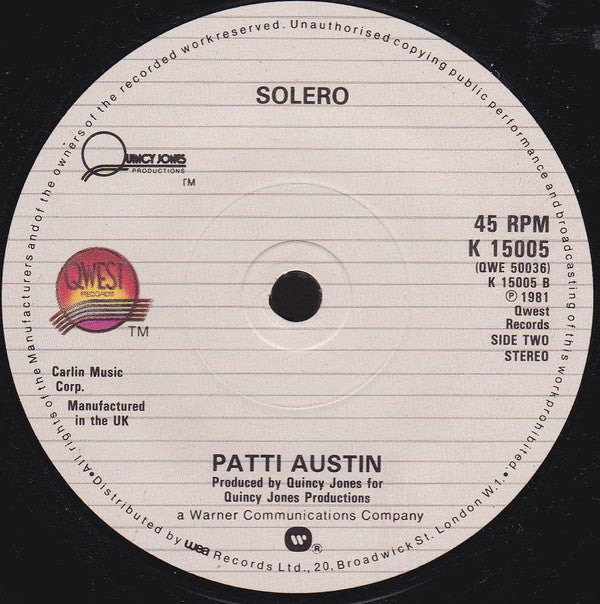 SOLERO
QUINCY JONES
PRODUCTIONS
TM
QWEST
RECORDS
TM
45 RPM
K 15005
(QWE 50036)
K 15005 B
℗ 1981
Qwest
Records
SIDE TWO
STEREO
Carlin Music
Corp.
Manufactured
in the UK
PATTI AUSTIN
Produced by Quincy Jones for
Quincy Jones Productions
a Warner Communications Company
W ®
•All rights of the Manufacturers and of the owners of the recorded work reserved. Unauthorised copying public performance and broadcasting of this work prohibited.•
Distributed by wea Records Ltd., 20, Broadwick St. London W.1.•